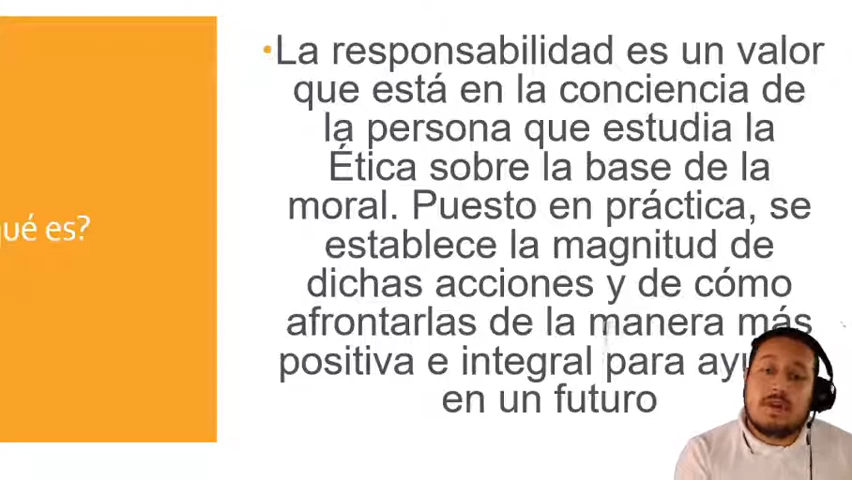 qué es?
•La responsabilidad es un valor
que está en la conciencia de
la persona que estudia la
Ética sobre la base de la
moral. Puesto en práctica, se
establece la magnitud de
dichas acciones y de cómo
afrontarlas de la manera más
positiva e integral para
en un futuro